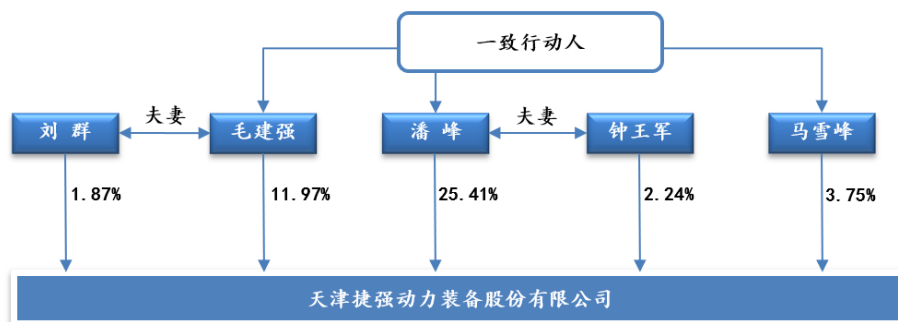 一致行动人
夫妻
夫妻
刘 群
毛建强
潘 峰
钟王军
马雪峰
1.87%
11.97%
25.41%
2.24%
3.75%
天津捷强动力装备股份有限公司